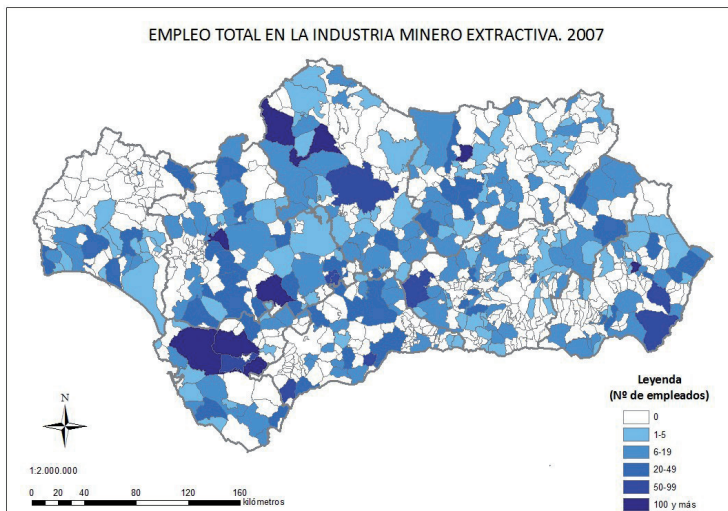 EMPLEO TOTAL EN LA INDUSTRIA MINERO EXTRACTIVA. 2007
N
1:2.000.000
0 20 40 80 120 160
kilómetros
Leyenda
(Nº de empleados)
0
1-5
6-19
20-49
50-99
100 y más